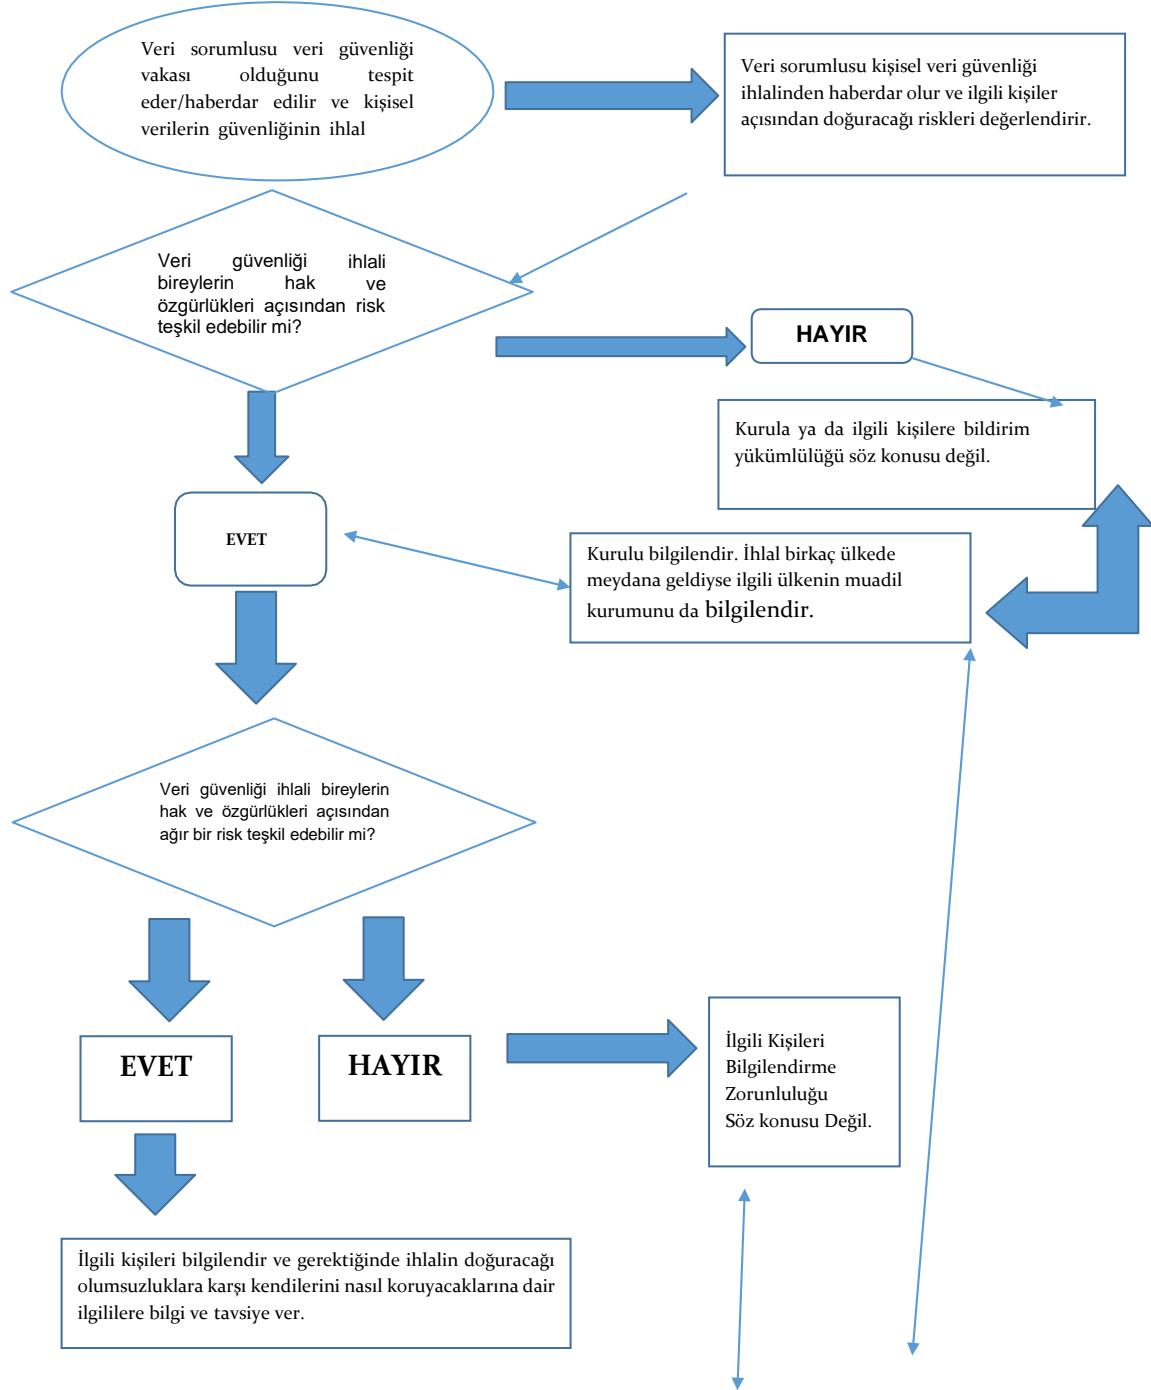 Veri sorumlusu veri güvenliği
vakası olduğunu tespit
eder/haberdar edilir ve kişisel
verilerin güvenliğinin ihlal
Veri sorumlusu kişisel veri güvenliği
ihlalinden haberdar olur ve ilgili kişiler
açısından doğuracağı riskleri değerlendirir.
Veri güvenliği ihlali
bireylerin hak ve
özgürlükleri açısından risk
teşkil edebilir mi?
HAYIR
Kurula ya da ilgili kişilere bildirim
yükümlülüğü söz konusu değil.
EVET
Kurulu bilgilendir. İhlal birkaç ülkede
meydana geldiyse ilgili ülkenin muadil
kurumunu da bilgilendir.
Veri güvenliği ihlali bireylerin
hak ve özgürlükleri açısından
ağır bir risk teşkil edebilir mi?
EVET
HAYIR
İlgili Kişileri
Bilgilendirme
Zorunluluğu
Söz konusu Değil.
İlgili kişileri bilgilendir ve gerektiğinde ihlalin doğuracağı
olumsuzluklara karşı kendilerini nasıl koruyacaklarına dair
ilgililere bilgi ve tavsiye ver.